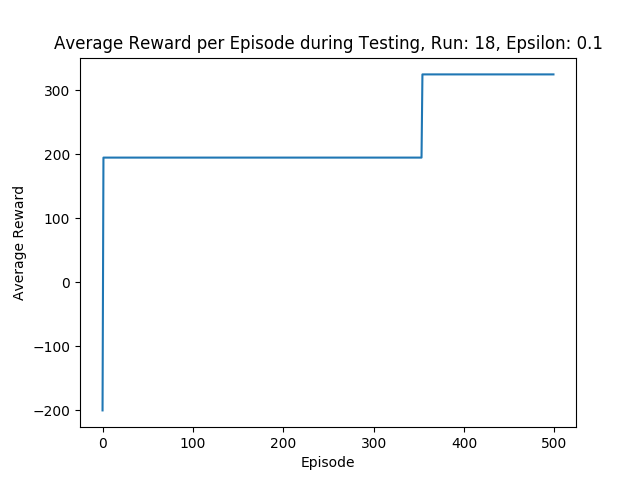 Average Reward per Episode during Testing, Run: 18, Epsilon: 0.1
300
200
100
0
−100
−200
Average Reward
0 100 200 300 400 500
Episode